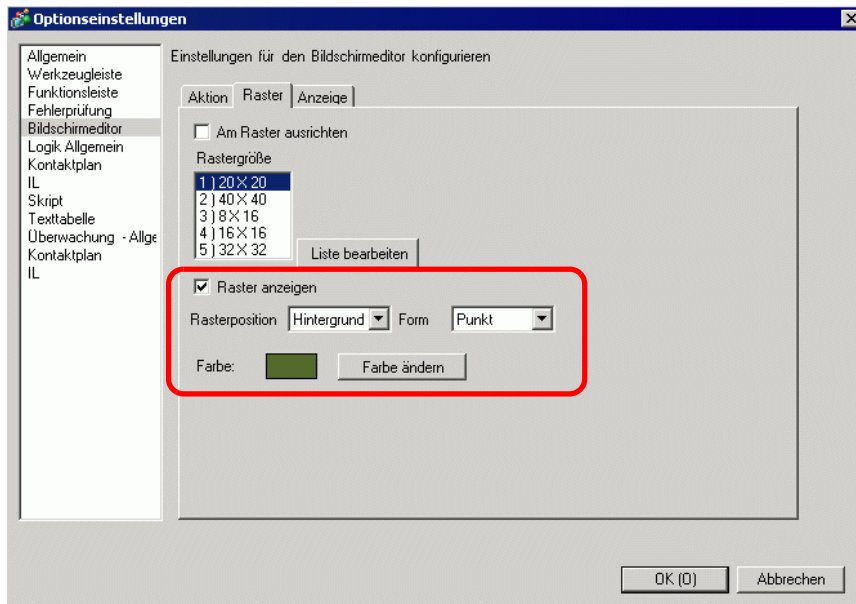 Optionseinstellungen
Allgemein
Werkzeugleiste
Funktionsleiste
Fehlerprüfung
Bildschirmeditor
Logik Allgemein
Kontaktplan
IL
Skript
Texttabelle
Überwachung - Allge
Kontaktplan
IL
Einstellungen für den Bildschirmeditor konfigurieren
Aktion Raster Anzeige
Am Raster ausrichten
Rastergröße
1 ) 20 X 20
2 ) 40 X 40
3 ) 8 X 16
4 ) 16 X 16
5 ) 32 X 32
Liste bearbeiten
Raster anzeigen
Rasterposition Hintergrund Form Punkt
Farbe: Farbe ändern
OK (O) Abbrechen